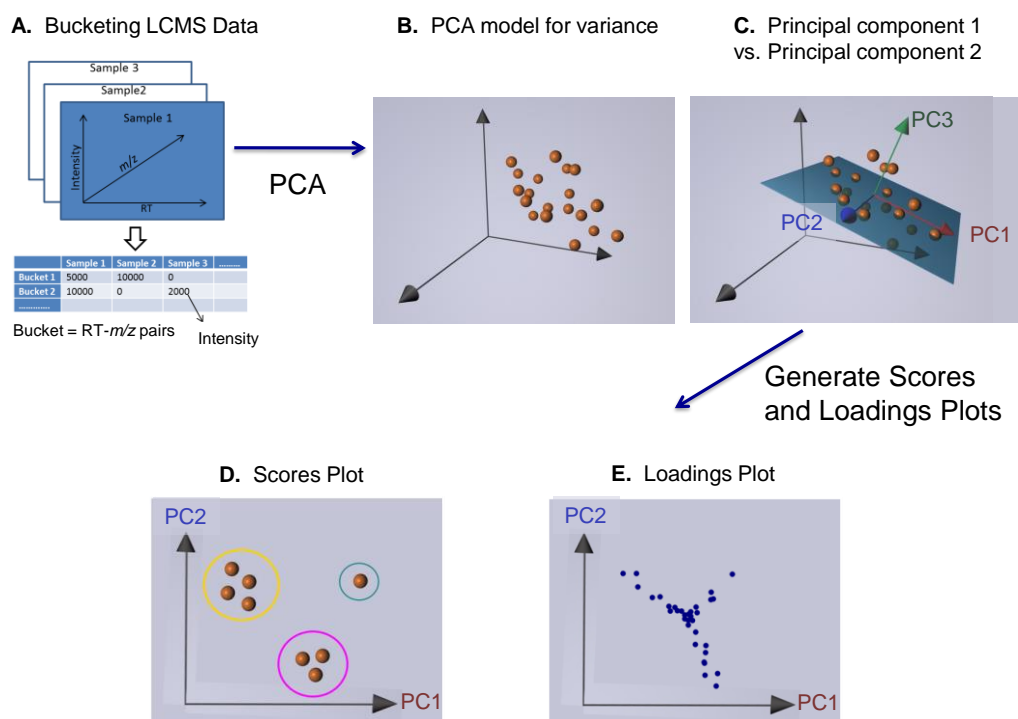 A. Bucketing LCMS Data
B. PCA model for variance
C. Principal component 1
vs. Principal component 2
Sample 3
Sample2
Sample 1
Intensity
m/z
RT
PCA
PC3
PC2
PC1
Sample 1 Sample 2 Sample 3 .........
Bucket 1 5000 10000 0
Bucket 2 10000 0 2000
.............
Bucket = RT-m/z pairs
Intensity
Generate Scores
and Loadings Plots
D. Scores Plot
PC2
PC1
E. Loadings Plot
PC2
PC1